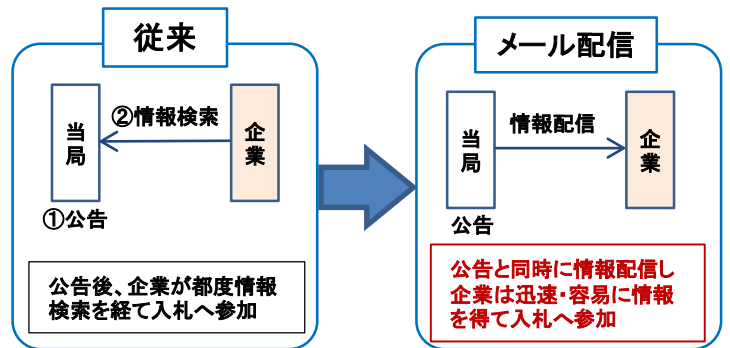 従来
当局
②情報検索
企業
①公告
公告後、企業が都度情報
検索を経て入札へ参加
メール配信
当局
情報配信
企業
公告
公告と同時に情報配信し
企業は迅速・容易に情報
を得て入札へ参加